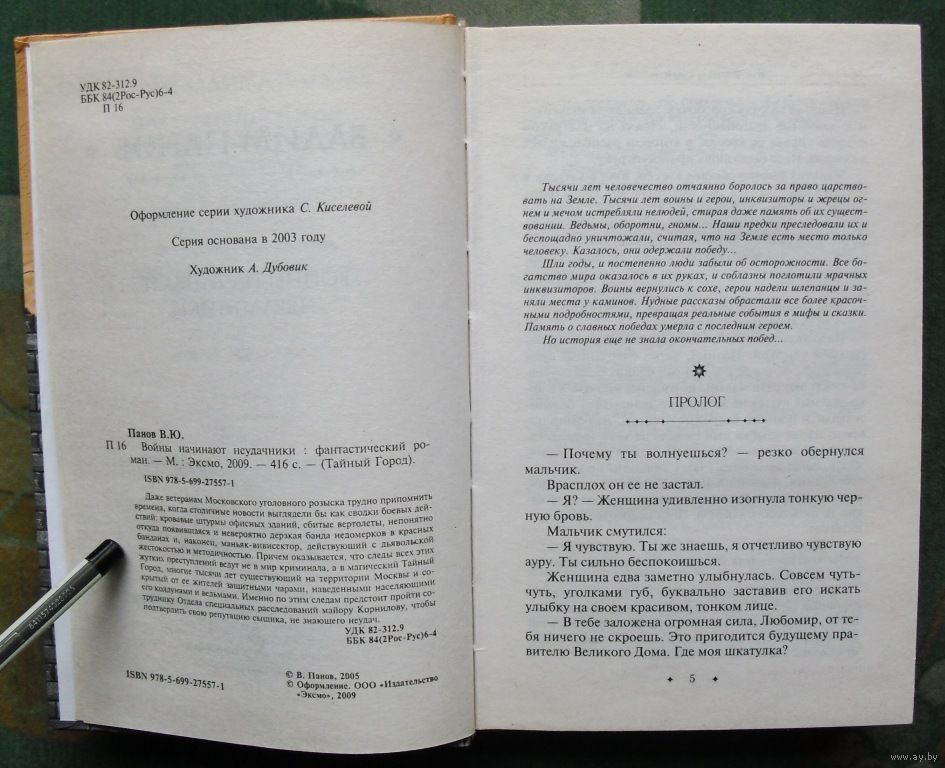 УДК 82-312.9
ББК 84(2Рос-Рус)6-4
П 16
Оформление серии художника С. Киселевой
Серия основана в 2003 году
Художник А. Дубовик
Панов В.Ю.
П 16 Войны начинают неудачники : фантастический ро-
ман. — М. : Эксмо, 2009. — 416 с. — (Тайный Город).
ISBN 978-5-699-27557-1
Даже ветеранам Московского уголовного розыска трудно припомнить
времена, когда столичные новости выглядели бы как сводки боевых дей-
ствий: кровавые штурмы офисных зданий, сбитые вертолеты, непонятно
откуда появившаяся и невероятно дерзкая банда недомерков в красных
банданах и, наконец, маньяк-вивисектор, действующий с дьявольской
жестокостью и методичностью. Причем оказывается, что следы всех этих
жутких преступлений ведут не в мир криминала, а в магический Тайный
Город, многие тысячи лет существующий на территории Москвы и со-
крытый от ее жителей защитными чарами, наведенными населяющими
его колдунами и ведьмами. Именно по этим следам предстоит пройти со-
труднику Отдела специальных расследований майору Корнилову, чтобы
подтвердить свою репутацию сыщика, не знающего неудач.
УДК 82-312.9
ББК 84(2Рос-Рус)6-4
ISBN 978-5-699-27557-1
© В. Панов, 2005
© Оформление. ООО «Издательство
«Эксмо», 2009
Тысячи лет человечество отчаянно боролось за право царство-
вать на Земле. Тысячи лет воины и герои, инквизиторы и жрецы ог-
нем и мечом истребляли нелюдей, стирая даже память об их сущест-
вовании. Ведьмы, оборотни, гномы... Наши предки преследовали их и
беспощадно уничтожали, считая, что на Земле есть место только
человеку. Казалось, они одержали победу...
Шли годы, и постепенно люди забыли об осторожности. Все бо-
гатство мира оказалось в их руках, и соблазны поглотили мрачных
инквизиторов. Воины вернулись к сохе, герои надели шлепанцы и за-
няли места у каминов. Нудные рассказы обрастали все более красоч-
ными подробностями, превращая реальные события в мифы и сказки.
Память о славных победах умерла с последним героем.
Но история еще не знала окончательных побед...
ПРОЛОГ
— Почему ты волнуешься? — резко обернулся
мальчик.
Врасплох он ее не застал.
— Я? — Женщина удивленно изогнула тонкую чер-
ную бровь.
Мальчик смутился:
— Я чувствую. Ты же знаешь, я отчетливо чувствую
ауру. Ты сильно беспокоишься.
Женщина едва заметно улыбнулась. Совсем чуть-
чуть, уголками губ, буквально заставив его искать
улыбку на своем красивом, тонком лице.
— В тебе заложена огромная сила, Любомир, от те-
бя ничего не скроешь. Это пригодится будущему пра-
вителю Великого Дома. Где моя шкатулка?
5
www.ay.by